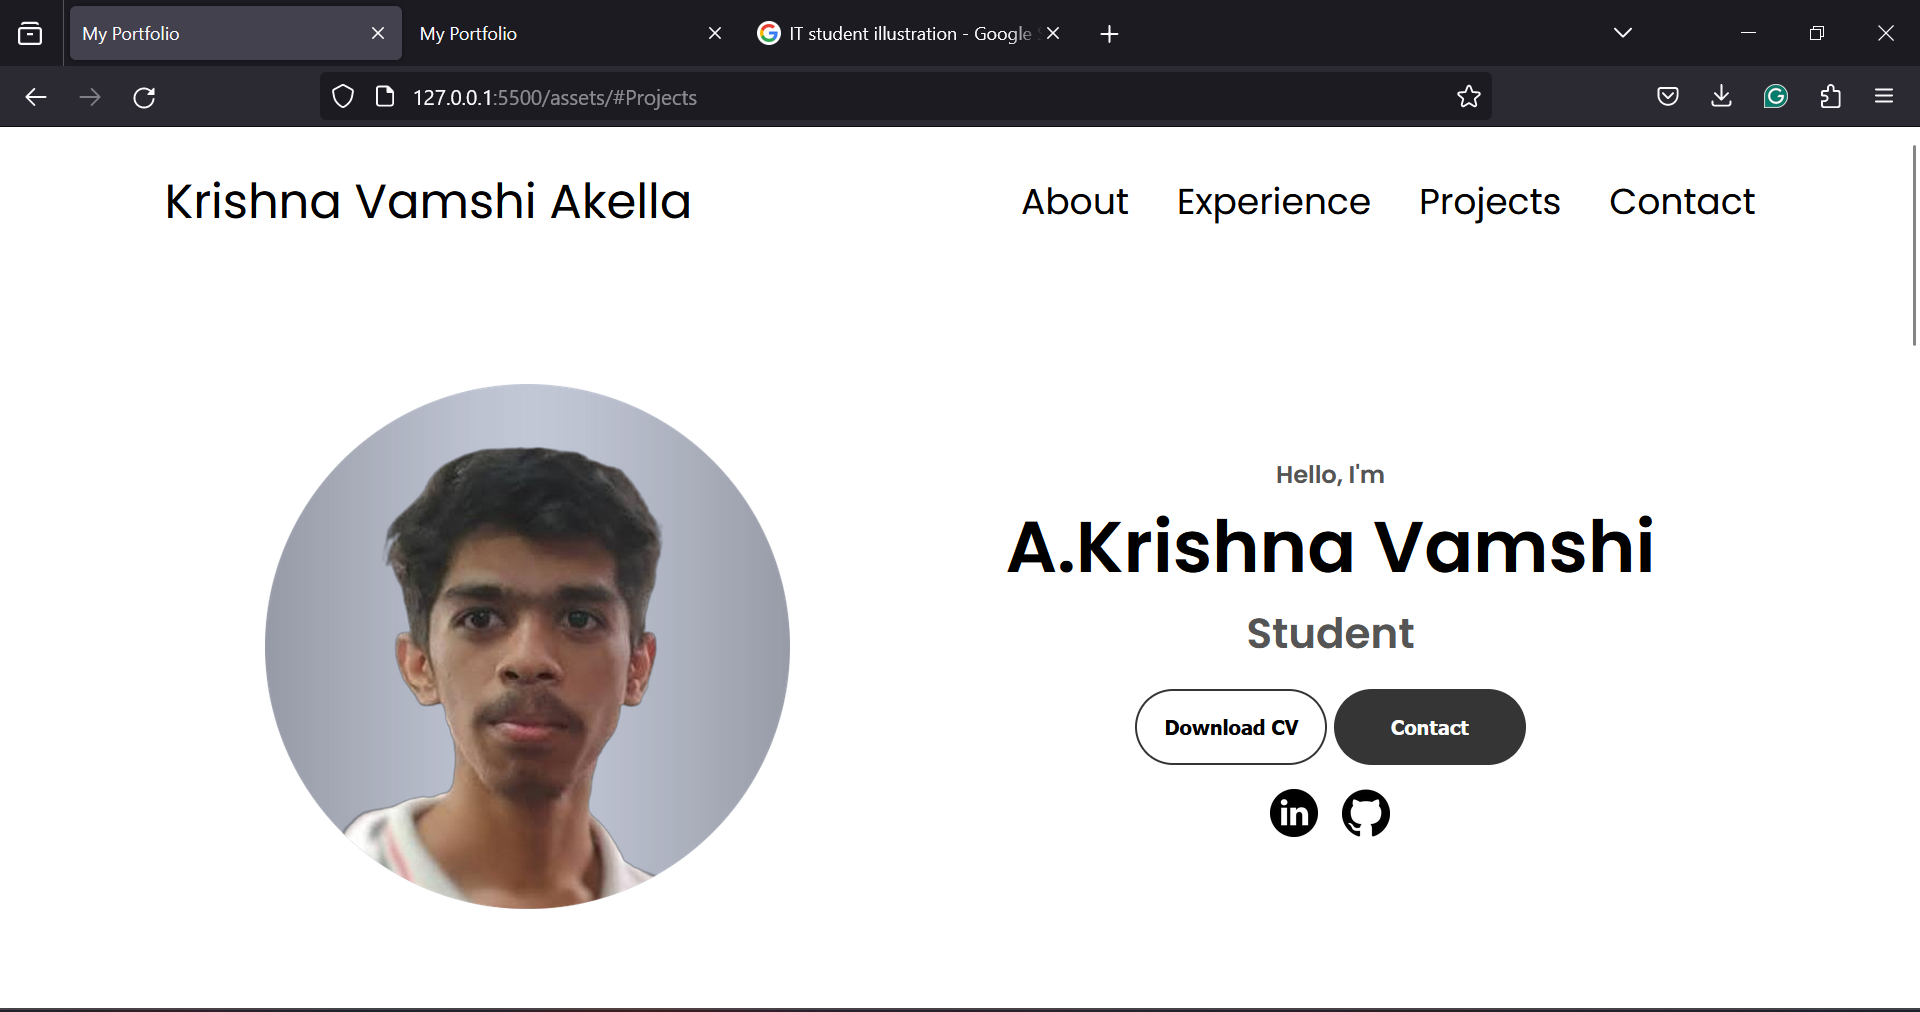 My Portfolio
My Portfolio
IT student illustration - Google
127.0.0.1:5500/assets/#Projects
Krishna Vamshi Akella
About Experience Projects Contact
Hello, I'm
A.Krishna Vamshi
Student
Download CV Contact
in